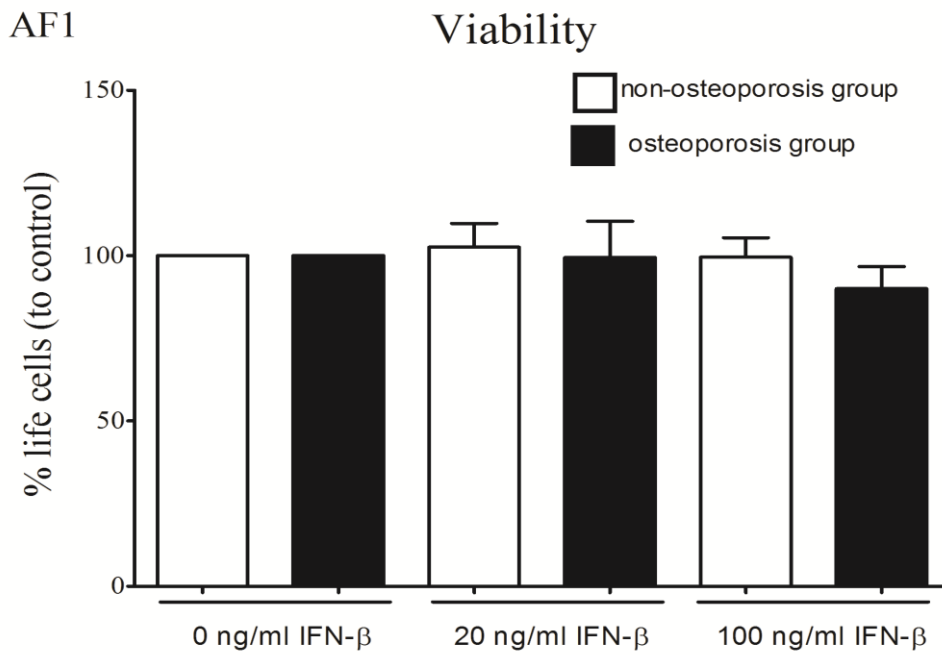 AF1
Viability
non-osteoporosis group
osteoporosis group
% life cells (to control)
150
100
50
0
0 ng/ml IFN-β
20 ng/ml IFN-β
100 ng/ml IFN-β